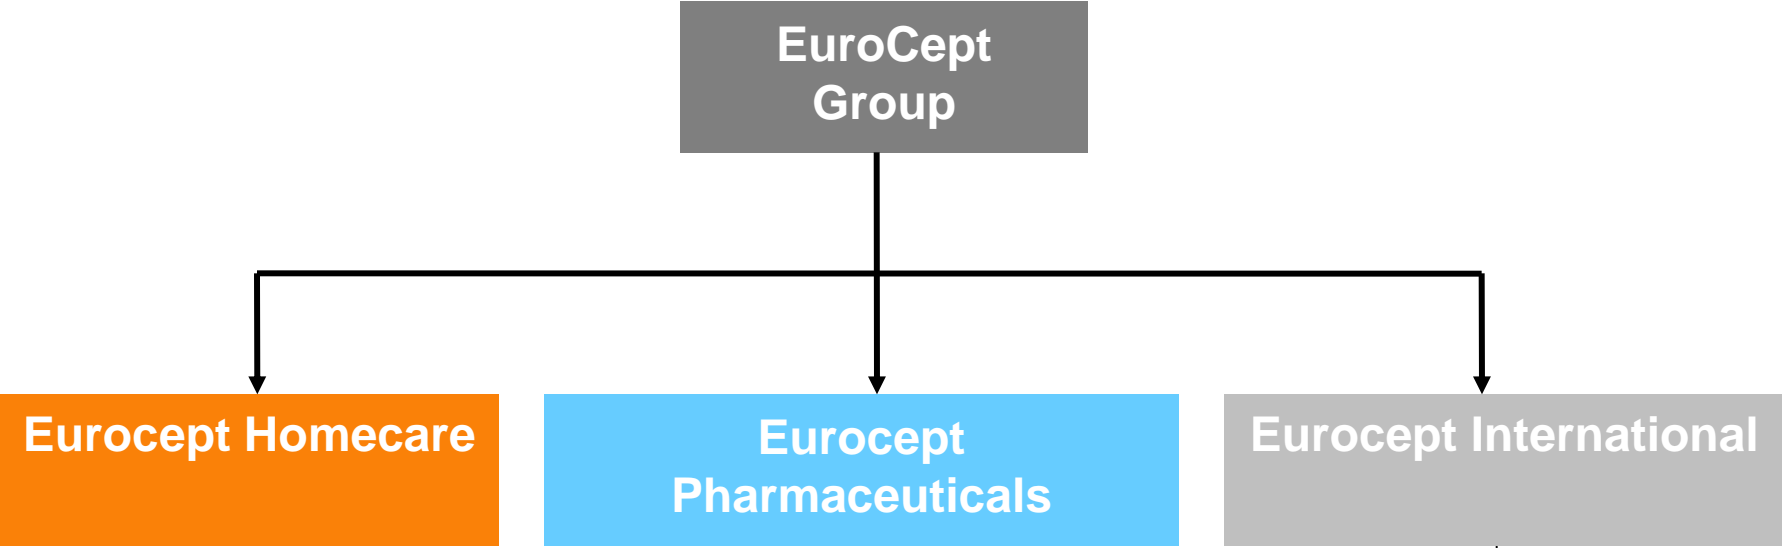 EuroCept
Group
Eurocept Homecare
Eurocept
Pharmaceuticals
Eurocept International